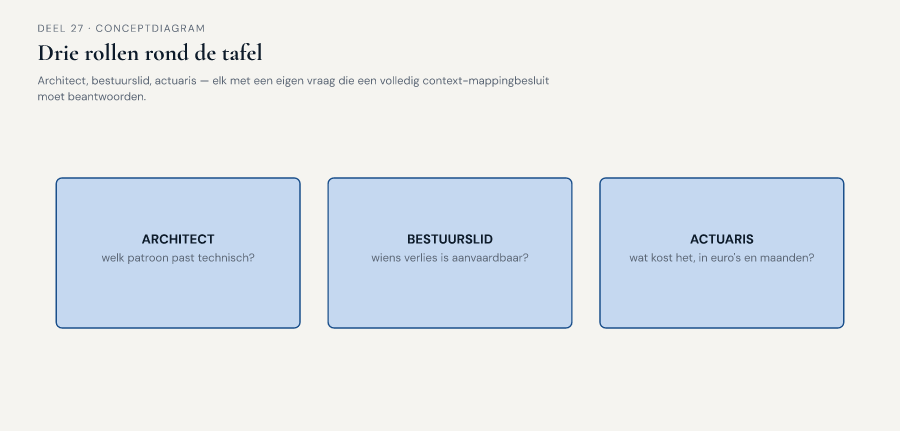 DEEL 27 · CONCEPTDIAGRAM
Drie rollen rond de tafel
Architect, bestuurslid, actuaris — elk met een eigen vraag die een volledig context-mappingbesluit
moet beantwoorden.
ARCHITECT
welk patroon past technisch?
BESTUURSLID
wiens verlies is aanvaardbaar?
ACTUARIS
wat kost het, in euro's en maanden?